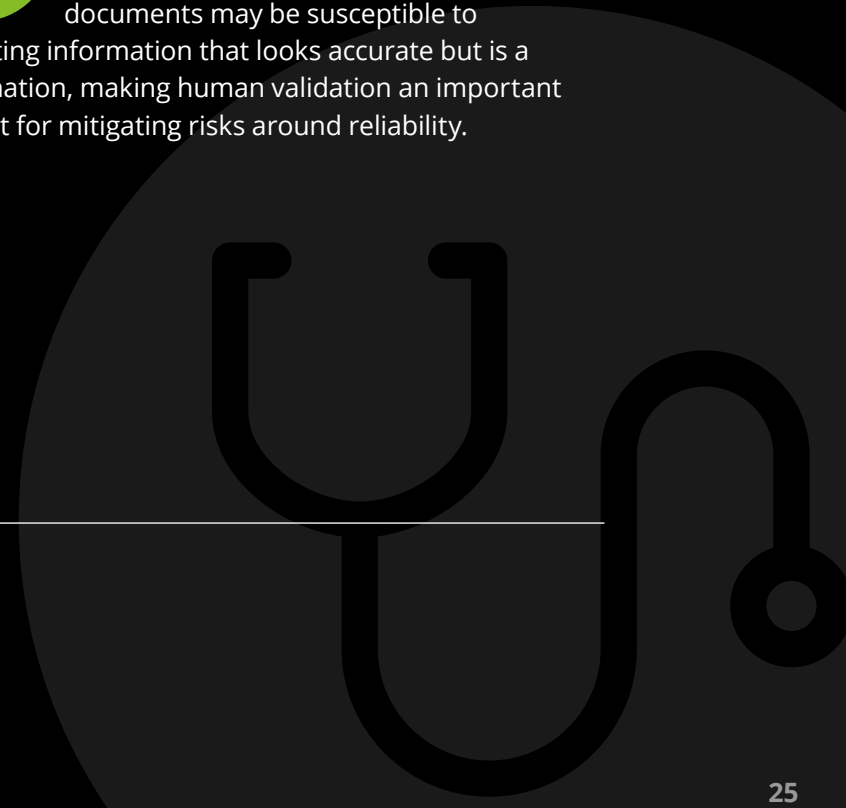 documents may be susceptible to
ting information that looks accurate but is a
nation, making human validation an important
t for mitigating risks around reliability.
25